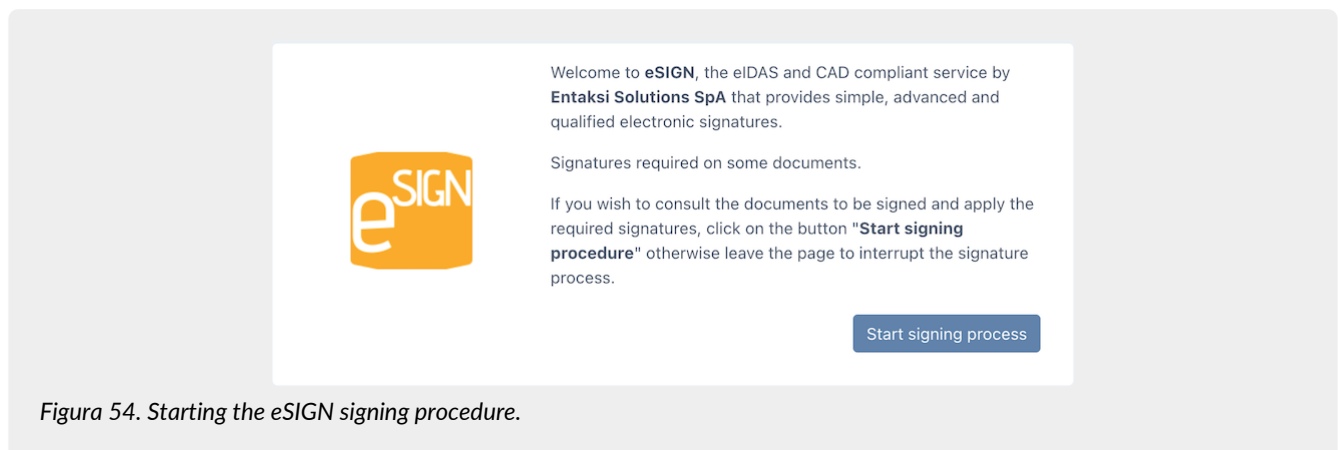 Welcome to eSIGN, the eIDAS and CAD compliant service by
Entaksi Solutions SpA that provides simple, advanced and
qualified electronic signatures.
Signatures required on some documents.
eSIGN
If you wish to consult the documents to be signed and apply the
required signatures, click on the button "Start signing
procedure" otherwise leave the page to interrupt the signature
process.
Start signing process
Figura 54. Starting the eSIGN signing procedure.